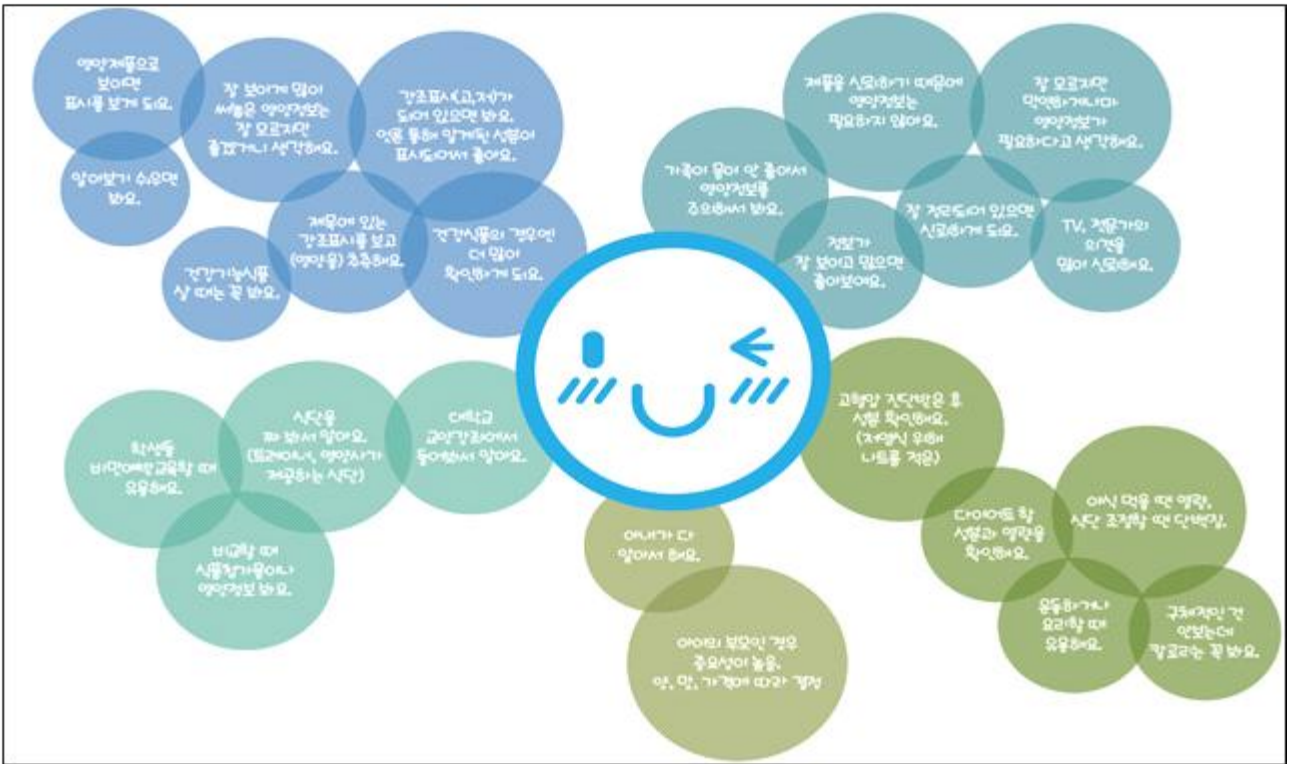 영양제품으로
보이면
표시를 보게 되요.
알아보기 쉬우면
봐요.
잘 보이게 많이
써놓은 영양정보는
잘 모르지만
좋겠거니 생각해요.
강조표시(고,저)가
되어 있으면 봐요.
언론 통해 알게된 성분이
표시되어서 좋아요.
건강기능식품
살 때는 꼭 봐요.
제목에 있는
강조표시를 보고
(영양을) 추측해요.
건강식품의 경우엔
더 많이
확인하게 되요.
가족이 몸이 안 좋아서
영양정보를
주의해서 봐요.
제품을 신뢰하기 때문에
영양정보는
필요하지 않아요.
잘 모르지만
막연하게나마
영양정보가
필요하다고 생각해요.
정보가
잘 보이고 많으면
좋아보여요.
잘 정리되어 있으면
신뢰하게 되요.
TV, 전문가의
의견을
많이 신뢰해요.
학생들
비만예방교육할 때
유용해요.
식단을
짜 봐서 알아요.
(트레이너, 영양사가
제공하는 식단)
대학교
교양강좌에서
들어봐서 알아요.
비교할 때
식품첨가물이나
영양정보 봐요.
아내가 다
알아서 해요.
아이의 부모인 경우
중요성이 높음.
양, 맛, 가격에 따라 결정
고혈압 진단받은 후
성분 확인해요.
(저염식 위해
나트륨 적은)
다이어트 할
성분과 열량을
확인해요.
야식 먹을 땐 열량,
식단 조절할 땐 단백질.
운동하거나
요리할 때
유용해요.
구체적인 건
안보는데
칼로리는 꼭 봐요.